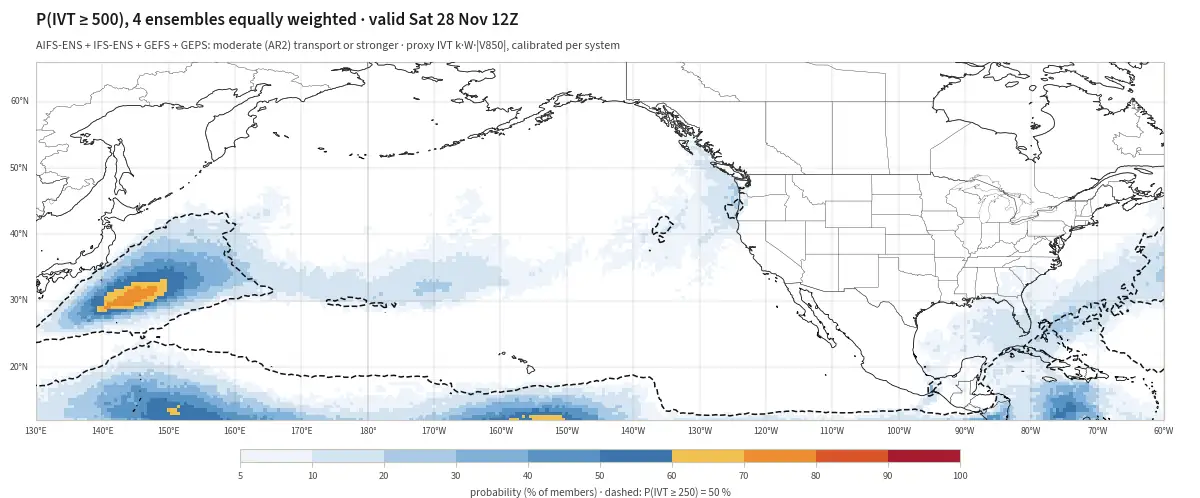 P(IVT ≥ 500), 4 ensembles equally weighted · valid Sat 28 Nov 12Z
AIFS-ENS + IFS-ENS + GEFS + GEPS: moderate (AR2) transport or stronger · proxy IVT k·W·|V850|, calibrated per system
60°N
50°N
40°N
30°N
20°N
130°E 140°E 150°E 160°E 170°E 180° 170°W 160°W 150°W 140°W 130°W 120°W 110°W 100°W 90°W 80°W 70°W 60°W
5 10 20 30 40 50 60 70 80 90 100
probability (% of members) · dashed: P(IVT ≥ 250) = 50 %